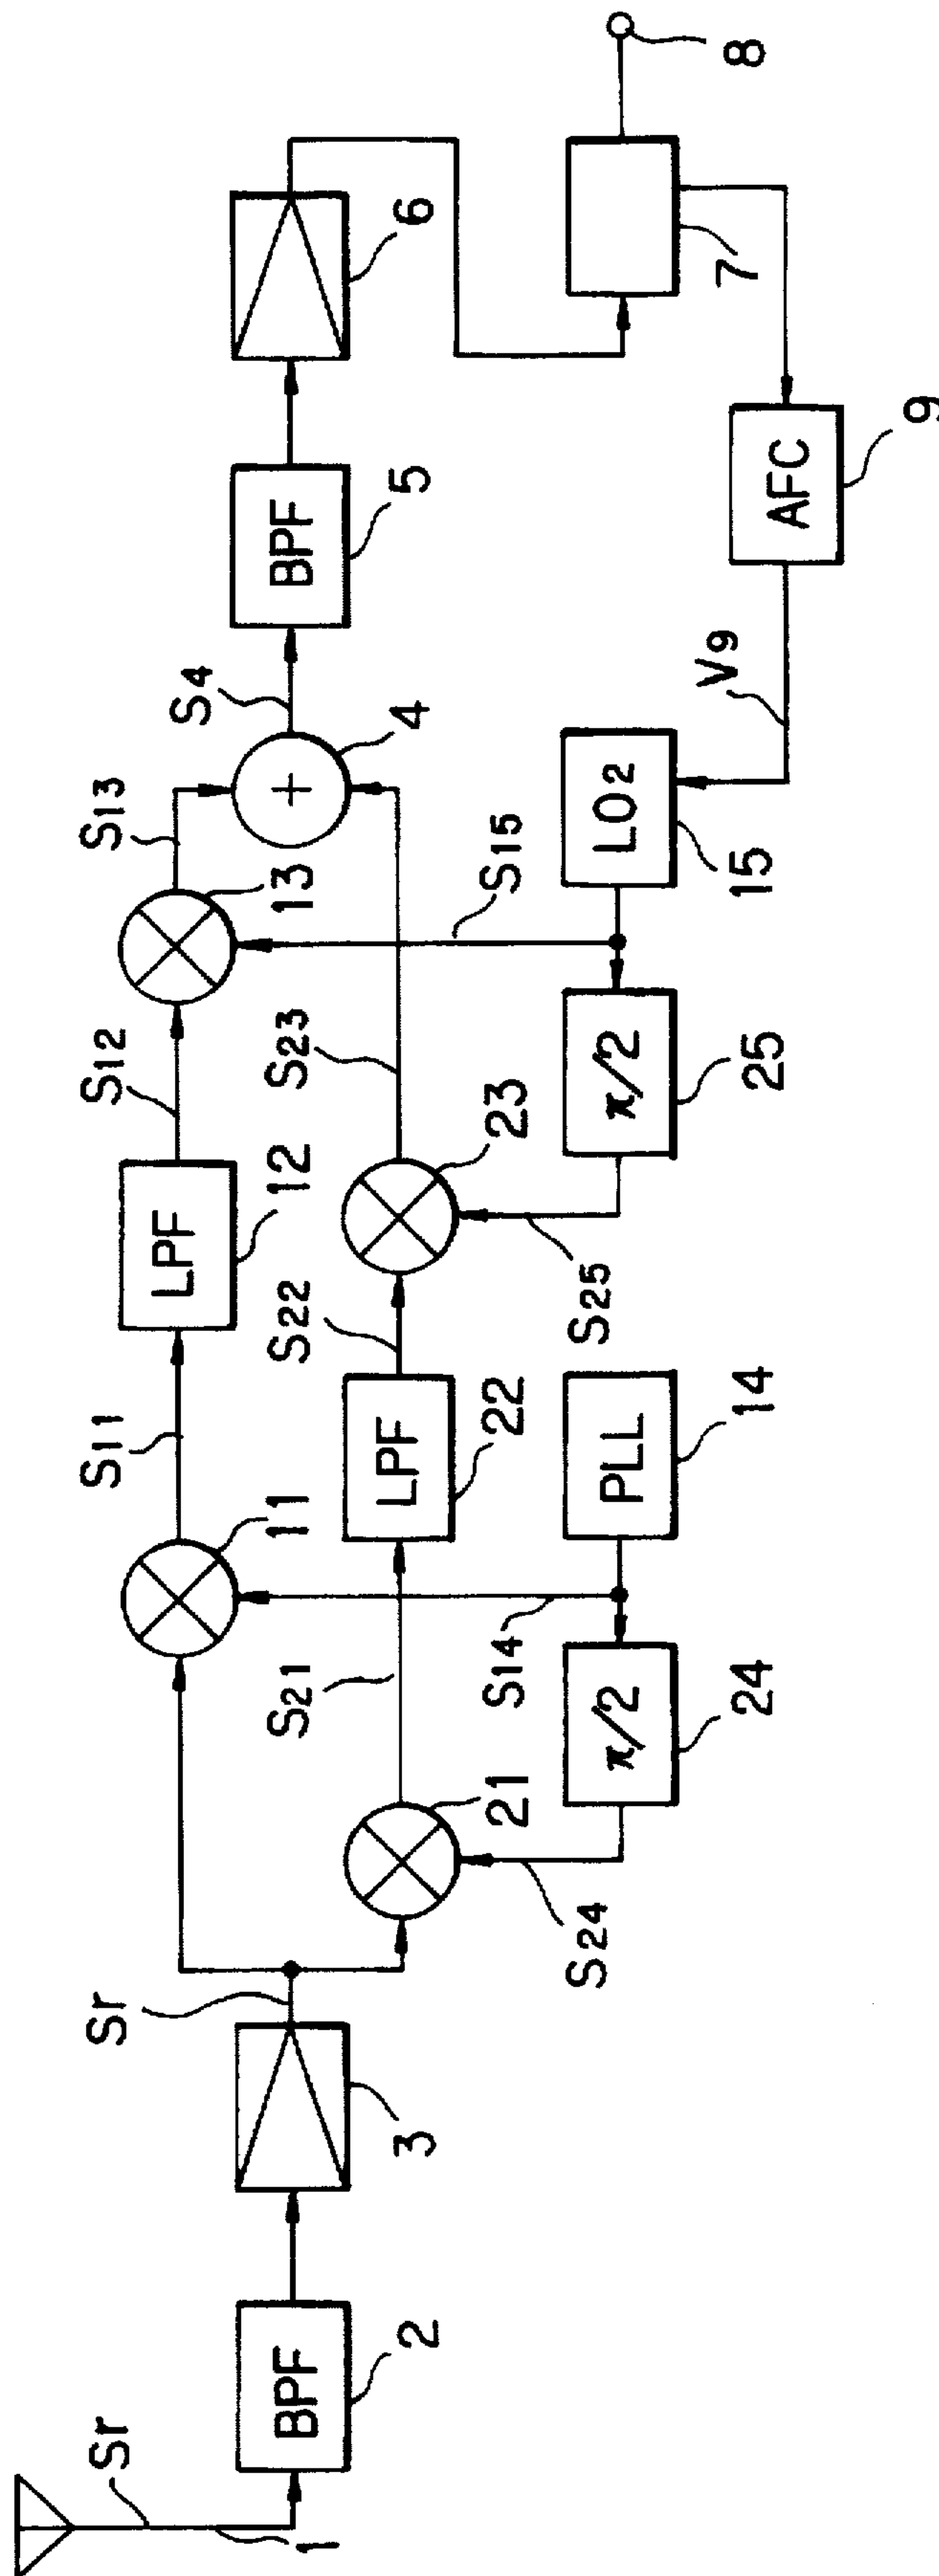 1
Sr
BPF
2
3
Sr
11
S11
LPF
12
S12
13
S13
S4
4
BPF
5
6
21
S21
LPF
22
S22
23
S23
S24
π/2
24
S14
PLL
14
S25
π/2
25
S15
LO2
15
V9
AFC
9
7
8